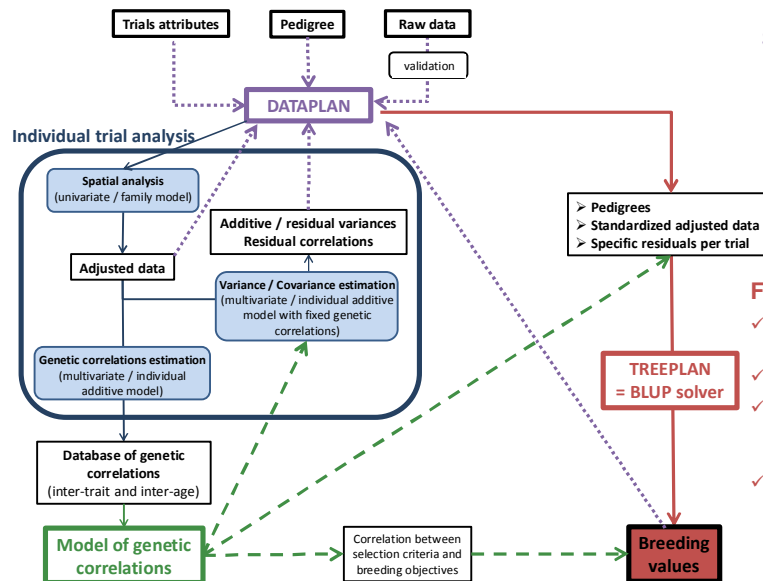 Trials attributes
Pedigree
Raw data
validation
DATAPLAN
Individual trial analysis
Spatial analysis
(univariate / family model)
Adjusted data
Additive / residual variances
Residual correlations
Variance / Covariance estimation
(multivariate / individual additive
model with fixed genetic
correlations)
Genetic correlations estimation
(multivariate / individual
additive model)
Database of genetic
correlations
(inter-trait and inter-age)
Model of genetic
correlations
Correlation between
selection criteria and
breeding objectives
➢ Pedigrees
➢ Standardized adjusted data
➢ Specific residuals per trial
F
✓
✓
✓
✓
TREEPLAN
= BLUP solver
Breeding
values